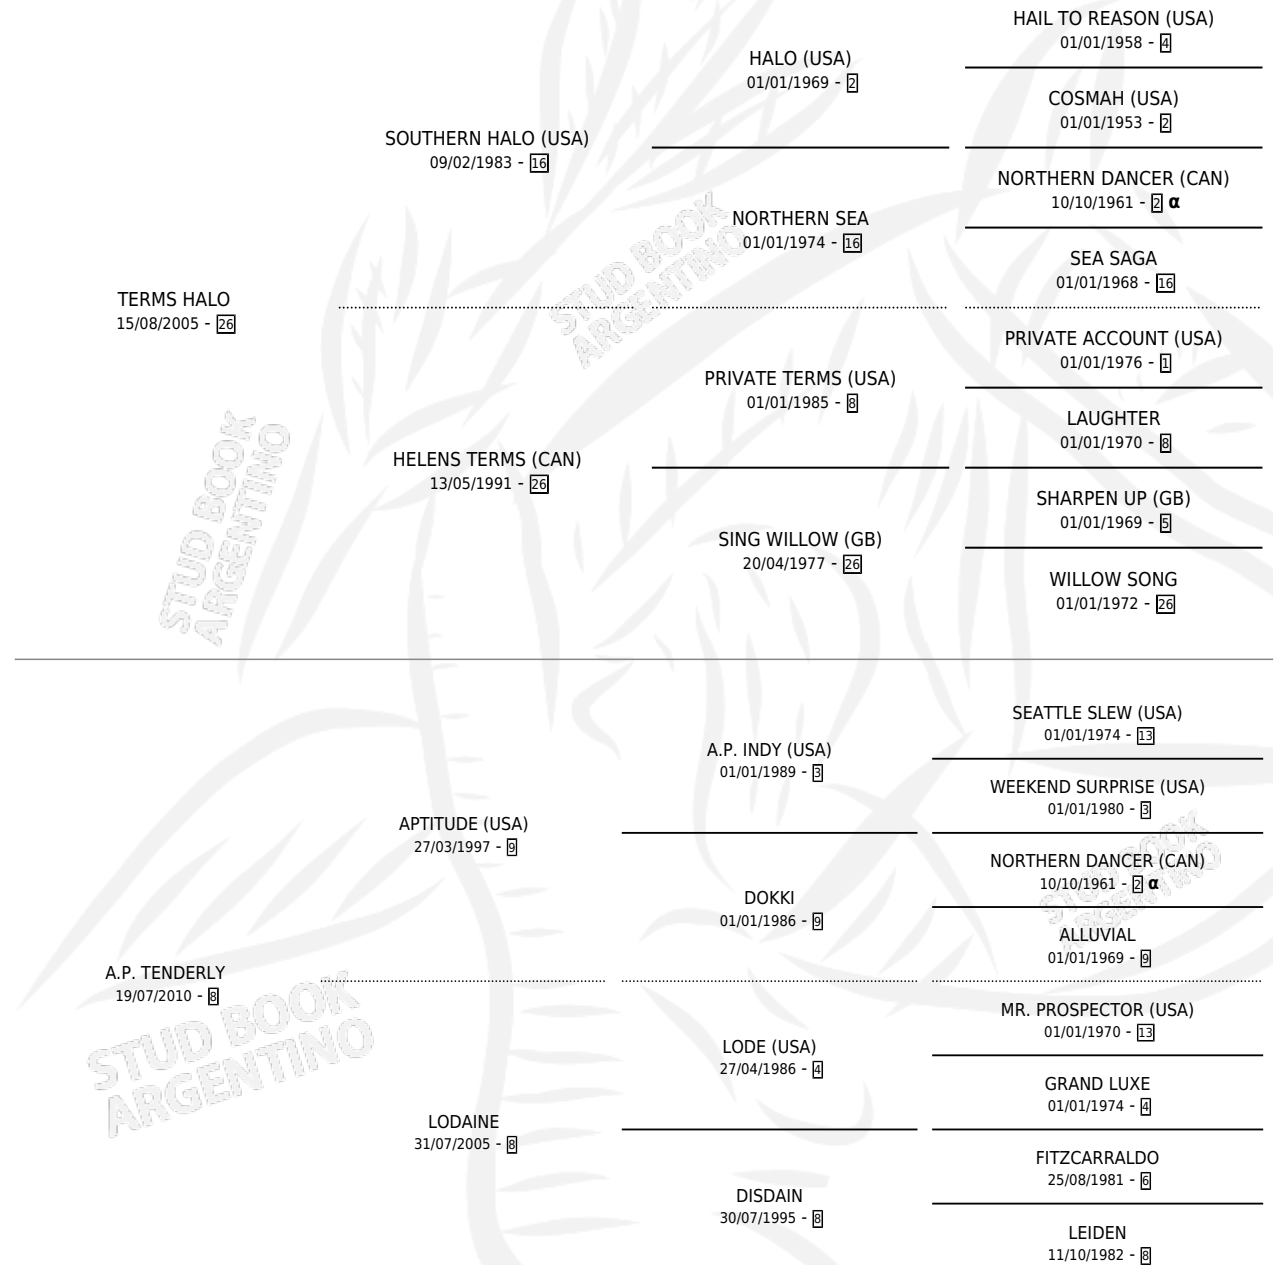 HAIL TO REASON (USA)
01/01/1958 - 4
HALO (USA)
01/01/1969 - 2
COSMAH (USA)
01/01/1953 - 2
SOUTHERN HALO (USA)
09/02/1983 - 16
NORTHERN DANCER (CAN)
10/10/1961 - 2 α
NORTHERN SEA
01/01/1974 - 16
SEA SAGA
01/01/1968 - 16
STUD BOOK
ARGENTINO
TERMS HALO
15/08/2005 - 26
PRIVATE ACCOUNT (USA)
01/01/1976 - 1
PRIVATE TERMS (USA)
01/01/1985 - 8
LAUGHTER
01/01/1970 - 8
HELENS TERMS (CAN)
13/05/1991 - 26
SHARPEN UP (GB)
01/01/1969 - 5
SING WILLOW (GB)
20/04/1977 - 26
WILLOW SONG
01/01/1972 - 26
STUD BOOK
ARGENTINO
SEATTLE SLEW (USA)
01/01/1974 - 13
A.P. INDY (USA)
01/01/1989 - 3
WEEKEND SURPRISE (USA)
01/01/1980 - 3
APTITUDE (USA)
27/03/1997 - 9
NORTHERN DANCER (CAN)
10/10/1961 - 2 α
STUD BOOK
ARGENTINO
DOKKI
01/01/1986 - 9
ALLUVIAL
01/01/1969 - 9
A.P. TENDERLY
19/07/2010 - 8
STUD BOOK
ARGENTINO
MR. PROSPECTOR (USA)
01/01/1970 - 13
LODE (USA)
27/04/1986 - 4
GRAND LUXE
01/01/1974 - 4
LODAINE
31/07/2005 - 8
FITZCARRALDO
25/08/1981 - 6
DISDAIN
30/07/1995 - 8
LEIDEN
11/10/1982 - 8